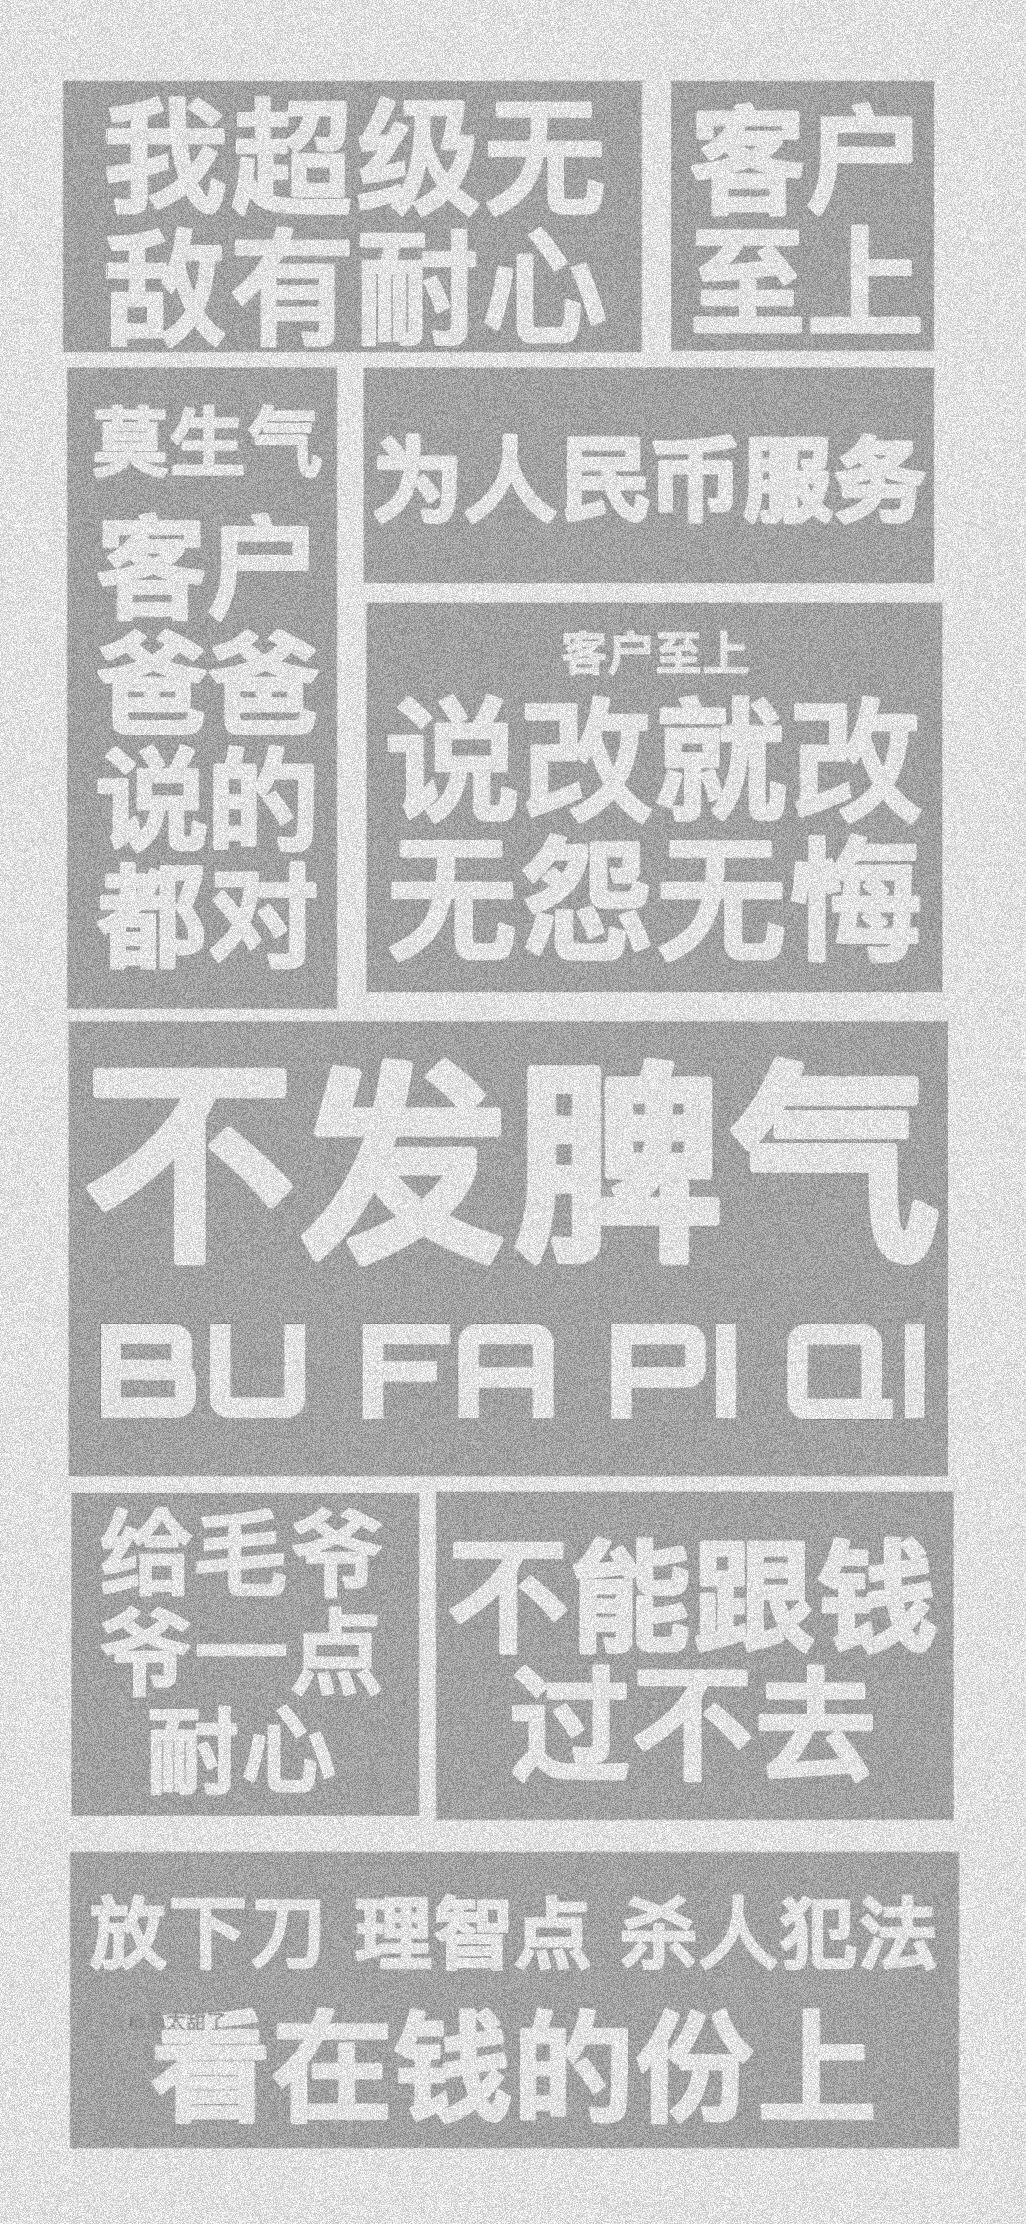 我超级无
敌有耐心
客户
至上
莫生气
客户
爸爸
说的
都对
为人民币服务
客户至上
说改就改
无怨无悔
不发脾气
BU FA PI QI
给毛爷
爷一点
耐心
不能跟钱
过不去
放下刀 理智点 杀人犯法
太甜了
看在钱的份上